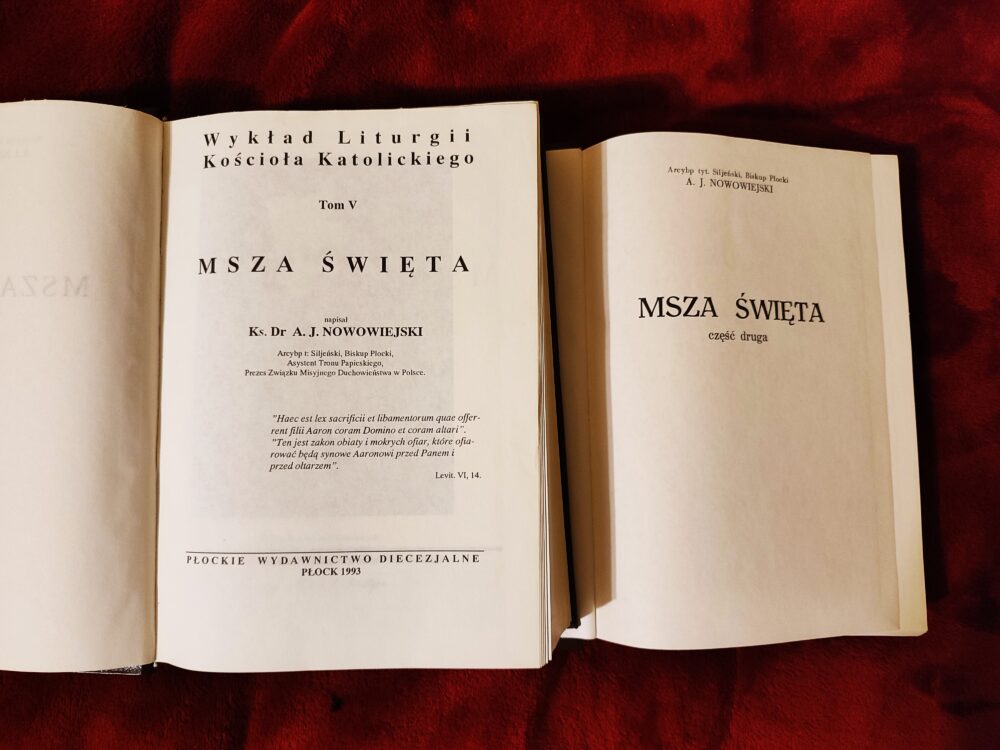 Wykład Liturgii
Kościoła Katolickiego
Tom V
MSZA ŚWIĘTA
napisał
Ks. Dr A. J. NOWOWIEJSKI
Arcybp t: Siljeński, Biskup Płocki,
Asystent Tronu Papieskiego,
Prezes Związku Misyjnego Duchowieństwa w Polsce.
"Haec est lex sacrificii et libamentorum quae offer-
rent filii Aaron coram Domino et coram altari".
"Ten jest zakon obiaty i mokrych ofiar, które ofia-
rować będą synowe Aaronowi przed Panem i
przed ołtarzem".
Levit. VI, 14.
PŁOCKIE WYDAWNICTWO DIECEZJALNE
PŁOCK 1993
Arcybp tyt. Siljeński, Biskup Płocki
A. J. NOWOWIEJSKI
MSZA ŚWIĘTA
część druga